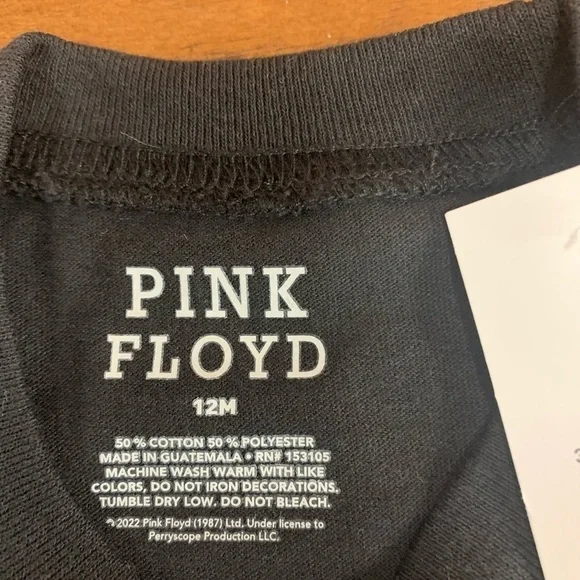 PINK
FLOYD
12M
50% COTTON 50% POLYESTER
MADE IN GUATEMALA • RN# 153105
MACHINE WASH WARM WITH LIKE
COLORS, DO NOT IRON DECORATIONS.
TUMBLE DRY LOW. DO NOT BLEACH.
© 2022 Pink Floyd (1987) Ltd. Under license to
Perryscope Production LLC.